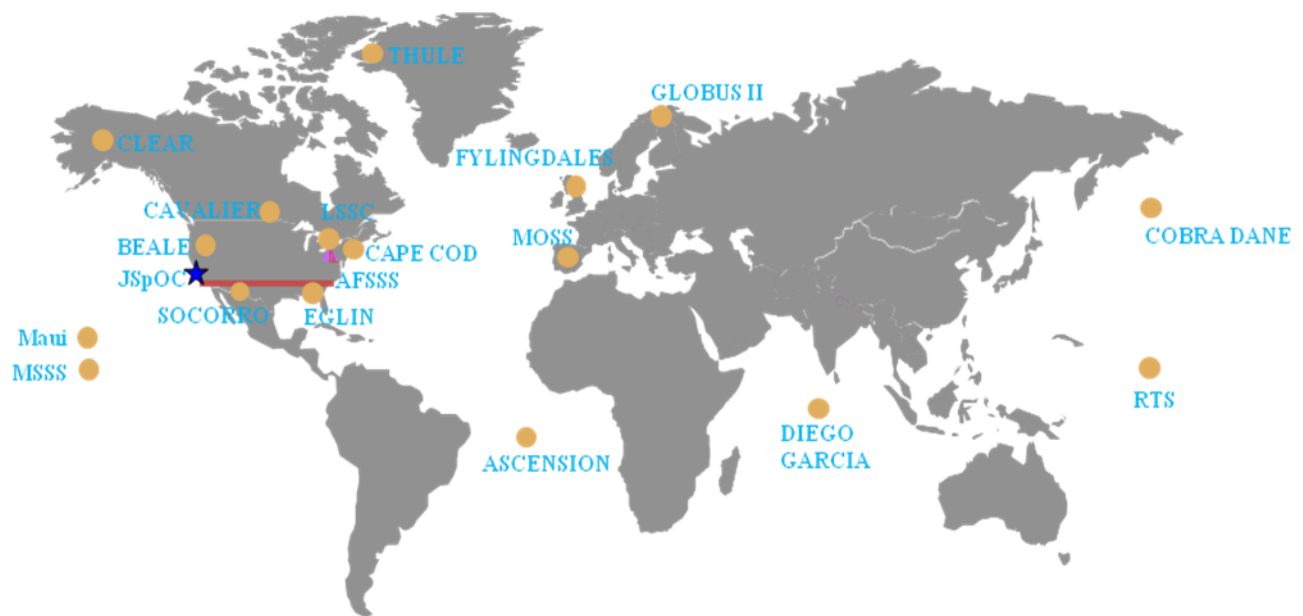 THULE
GLOBUS II
CLEAR
FYLINGDALES
CAVALIER
LSSC
BEALE
CAPE COD
MOSS
COBRA DANE
JSpOC
AFSSS
SOCORRO
EGLIN
Maui
MSSS
RTS
DIEGO
GARCIA
ASCENSION